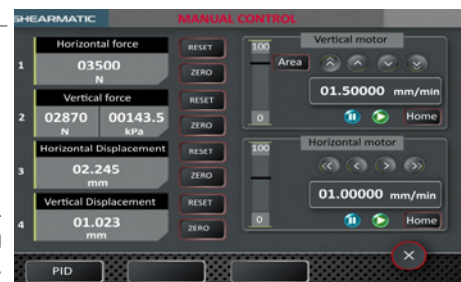 SHEARMATIC MANUAL CONTROL
Horizontal force
1 03500 N
RESET
ZERO
Vertical force
2 02870 N 00143.5 kPa
RESET
ZERO
Horizontal Displacement
3 02.245 mm
RESET
ZERO
Vertical Displacement
4 01.023 mm
RESET
ZERO
Vertical motor
100
Area
01.50000 mm/min
0 Home
Horizontal motor
100
01.00000 mm/min
0 Home
PID